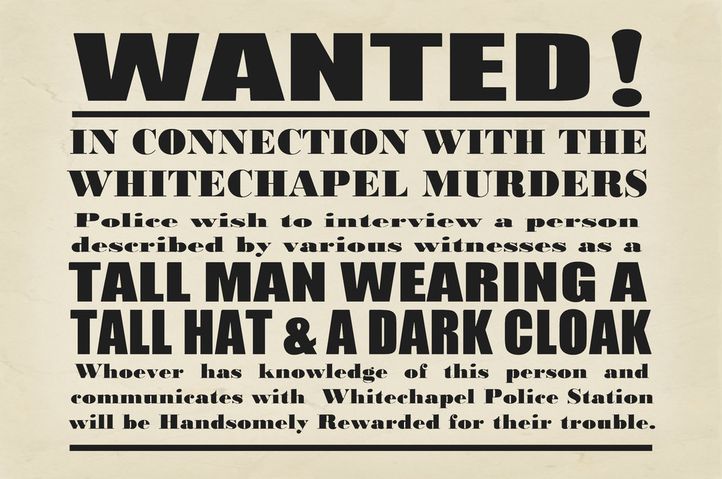 WANTED!
IN CONNECTION WITH THE
WHITECHAPEL MURDERS
Police wish to interview a person
described by various witnesses as a
TALL MAN WEARING A
TALL HAT & A DARK CLOAK
Whoever has knowledge of this person and
communicates with Whitechapel Police Station
will be Handsomely Rewarded for their trouble.